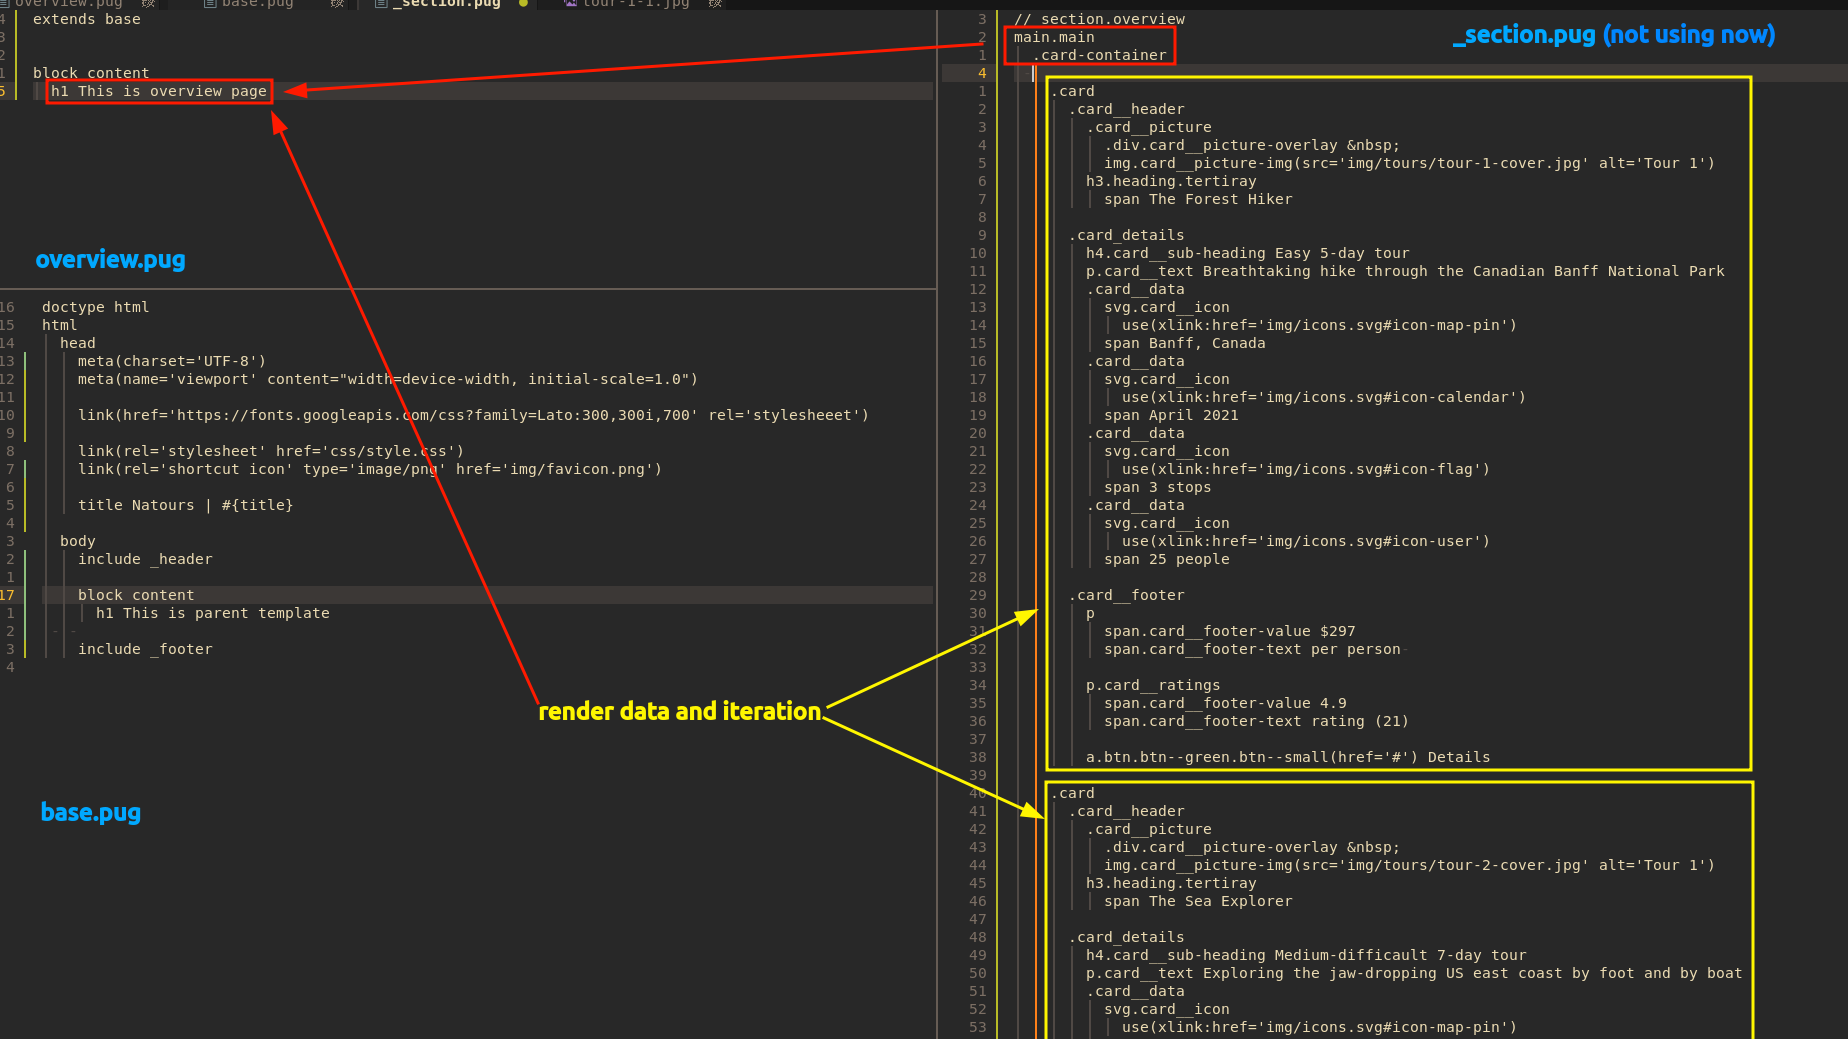 overview.pug
base.pug
_section.pug
tour-1-1.jpg
4 extends base
3
2
1 block content
5 h1 This is overview page
overview.pug
16 doctype html
15 html
14 head
13 meta(charset='UTF-8')
12 meta(name='viewport' content="width=device-width, initial-scale=1.0")
11
10 link(href='https://fonts.googleapis.com/css?family=Lato:300,300i,700' rel='stylesheeet')
9
8 link(rel='stylesheet' href='css/style.css')
7 link(rel='shortcut icon' type='image/png' href='img/favicon.png')
6
5 title Natours | #{title}
4
3 body
2 include _header
1
17 block content
1 h1 This is parent template
2
3 include _footer
4
render data and iteration
base.pug
3 // section.overview
2 main.main
1 .card-container
_section.pug (not using now)
4
1 .card
2 .card__header
3 .card__picture
4 .div.card__picture-overlay &nbsp;
5 img.card__picture-img(src='img/tours/tour-1-cover.jpg' alt='Tour 1')
6 h3.heading.tertiray
7 span The Forest Hiker
8
9 .card_details
10 h4.card__sub-heading Easy 5-day tour
11 p.card__text Breathtaking hike through the Canadian Banff National Park
12 .card__data
13 svg.card__icon
14 use(xlink:href='img/icons.svg#icon-map-pin')
15 span Banff, Canada
16 .card__data
17 svg.card__icon
18 use(xlink:href='img/icons.svg#icon-calendar')
19 span April 2021
20 .card__data
21 svg.card__icon
22 use(xlink:href='img/icons.svg#icon-flag')
23 span 3 stops
24 .card__data
25 svg.card__icon
26 use(xlink:href='img/icons.svg#icon-user')
27 span 25 people
28
29 .card__footer
30 p
31 span.card__footer-value $297
32 span.card__footer-text per person
33
34 p.card__ratings
35 span.card__footer-value 4.9
36 span.card__footer-text rating (21)
37
38 a.btn.btn--green.btn--small(href='#') Details
39
40 .card
41 .card__header
42 .card__picture
43 .div.card__picture-overlay &nbsp;
44 img.card__picture-img(src='img/tours/tour-2-cover.jpg' alt='Tour 1')
45 h3.heading.tertiray
46 span The Sea Explorer
47
48 .card_details
49 h4.card__sub-heading Medium-difficault 7-day tour
50 p.card__text Exploring the jaw-dropping US east coast by foot and by boat
51 .card__data
52 svg.card__icon
53 use(xlink:href='img/icons.svg#icon-map-pin')